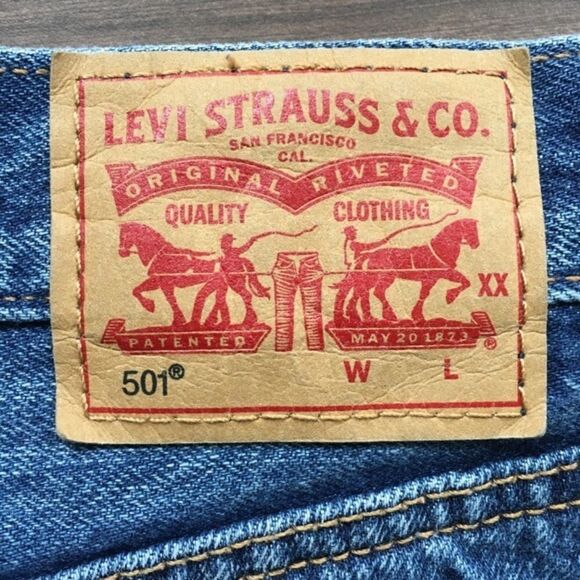 LEVI STRAUSS & CO.
SAN FRANCISCO
CAL.
ORIGINAL RIVETED
QUALITY CLOTHING
XX
PATENTED MAY 20 1873 ®
501® W L